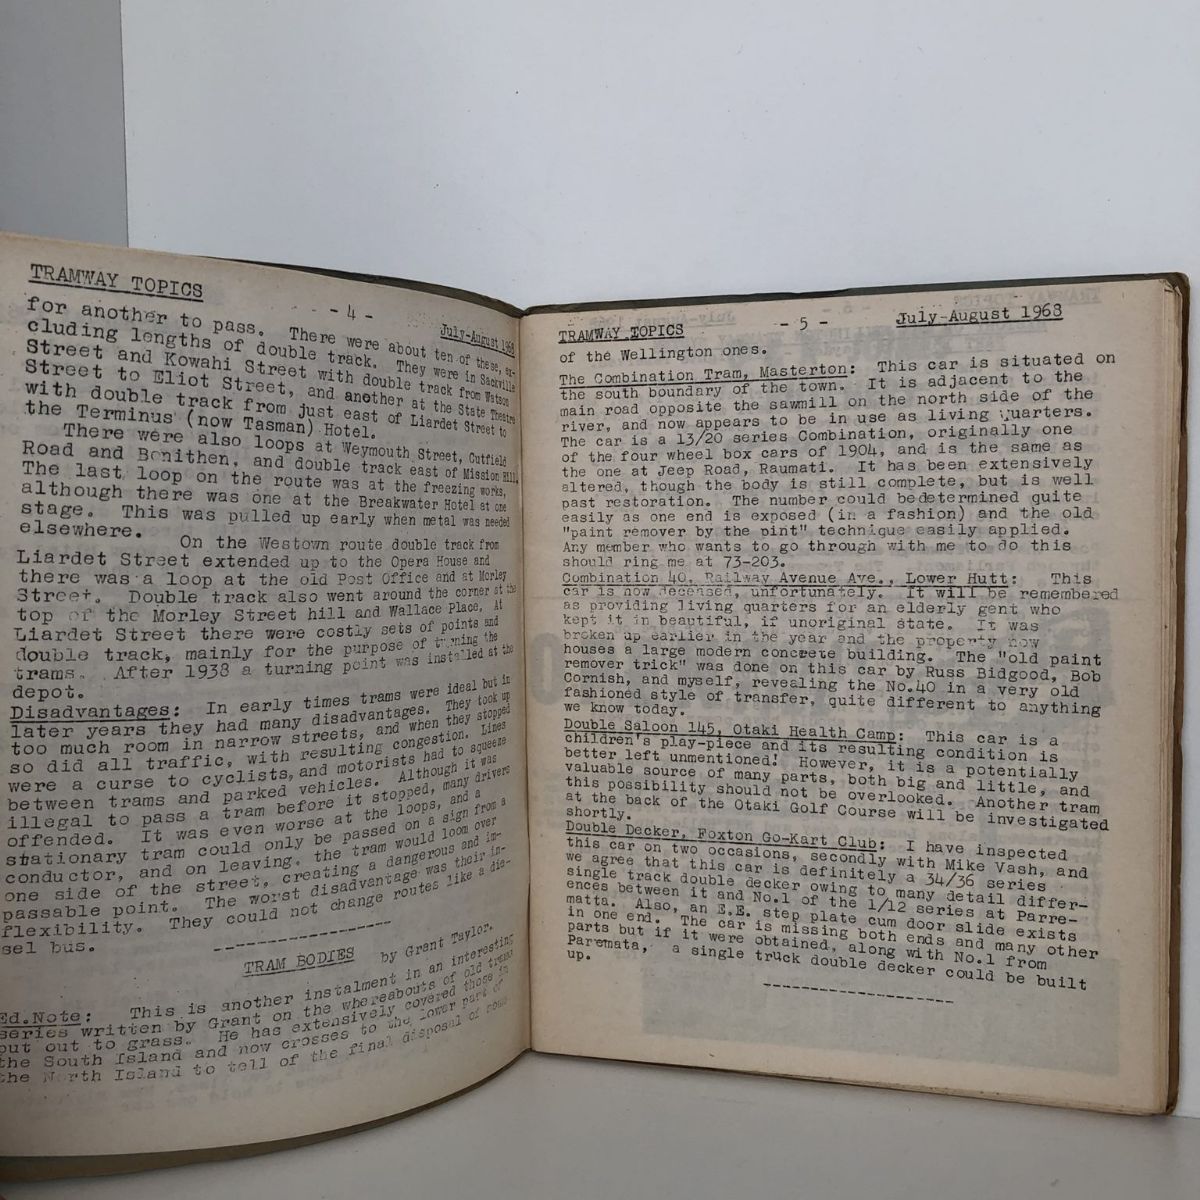 TRAMWAY TOPICS
- 4 -
July-August 1968
for another to pass. There were about ten of these, ex-
cluding lengths of double track. They were in Sackville
Street and Kowahi Street with double track from Watson
Street to Eliot Street, and another at the State Theatre
with double track from just east of Liardet Street to
the Terminus (now Tasman) Hotel.
There were also loops at Weymouth Street, Cutfield
Road and Bonithen, and double track east of Mission Hill.
The last loop on the route was at the freezing works,
although there was one at the Breakwater Hotel at one
stage. This was pulled up early when metal was needed
elsewhere.
On the Westown route double track from
Liardet Street extended up to the Opera House and
there was a loop at the old Post Office and at Morley
Street. Double track also went around the corner at the
top of the Morley Street hill and Wallace Place. At
Liardet Street there were costly sets of points and
double track, mainly for the purpose of turning the
trams. After 1938 a turning point was installed at the
depot.
Disadvantages: In early times trams were ideal but in
later years they had many disadvantages. They took up
too much room in narrow streets, and when they stopped
so did all traffic, with resulting congestion. Lines
were a curse to cyclists, and motorists had to squeeze
between trams and parked vehicles. Although it was
illegal to pass a tram before it stopped, many drivers
offended. It was even worse at the loops, and a
stationary tram could only be passed on a sign from a
conductor, and on leaving, the tram would loom over
one side of the street, creating a dangerous and im-
passable point. The worst disadvantage was their in-
flexibility. They could not change routes like a die-
sel bus.
TRAM BODIES by Grant Taylor.
Ed.Note: This is another instalment in an interesting
series written by Grant on the whereabouts of old trams
put out to grass. He has extensively covered those in
the South Island and now crosses to the lower part of
the North Island to tell of the final disposal of some
TRAMWAY TOPICS
- 5 -
July-August 1968
of the Wellington ones.
The Combination Tram, Masterton: This car is situated on
the south boundary of the town. It is adjacent to the
main road opposite the sawmill on the north side of the
river, and now appears to be in use as living quarters.
The car is a 13/20 series Combination, originally one
of the four wheel box cars of 1904, and is the same as
the one at Jeep Road, Raumati. It has been extensively
altered, though the body is still complete, but is well
past restoration. The number could bedetermined quite
easily as one end is exposed (in a fashion) and the old
"paint remover by the pint" technique easily applied.
Any member who wants to go through with me to do this
should ring me at 73-203.
Combination 40, Railway Avenue Ave., Lower Hutt: This
car is now deceased, unfortunately. It will be remembered
as providing living quarters for an elderly gent who
kept it in beautiful, if unoriginal state. It was
broken up earlier in the year and the property now
houses a large modern concrete building. The "old paint
remover trick" was done on this car by Russ Bidgood, Bob
Cornish, and myself, revealing the No.40 in a very old
fashioned style of transfer, quite different to anything
we know today.
Double Saloon 145, Otaki Health Camp: This car is a
children's play-piece and its resulting condition is
better left unmentioned! However, it is a potentially
valuable source of many parts, both big and little, and
this possibility should not be overlooked. Another tram
at the back of the Otaki Golf Course will be investigated
shortly.
Double Decker, Foxton Go-Kart Club: I have inspected
this car on two occasions, secondly with Mike Vash, and
we agree that this car is definitely a 34/36 series
single track double decker owing to many detail differ-
ences between it and No.1 of the 1/12 series at Parre-
matta. Also, an E.E. step plate cum door slide exists
in one end. The car is missing both ends and many other
parts but if it were obtained, along with No.1 from
Paremata, a single truck double decker could be built
up.